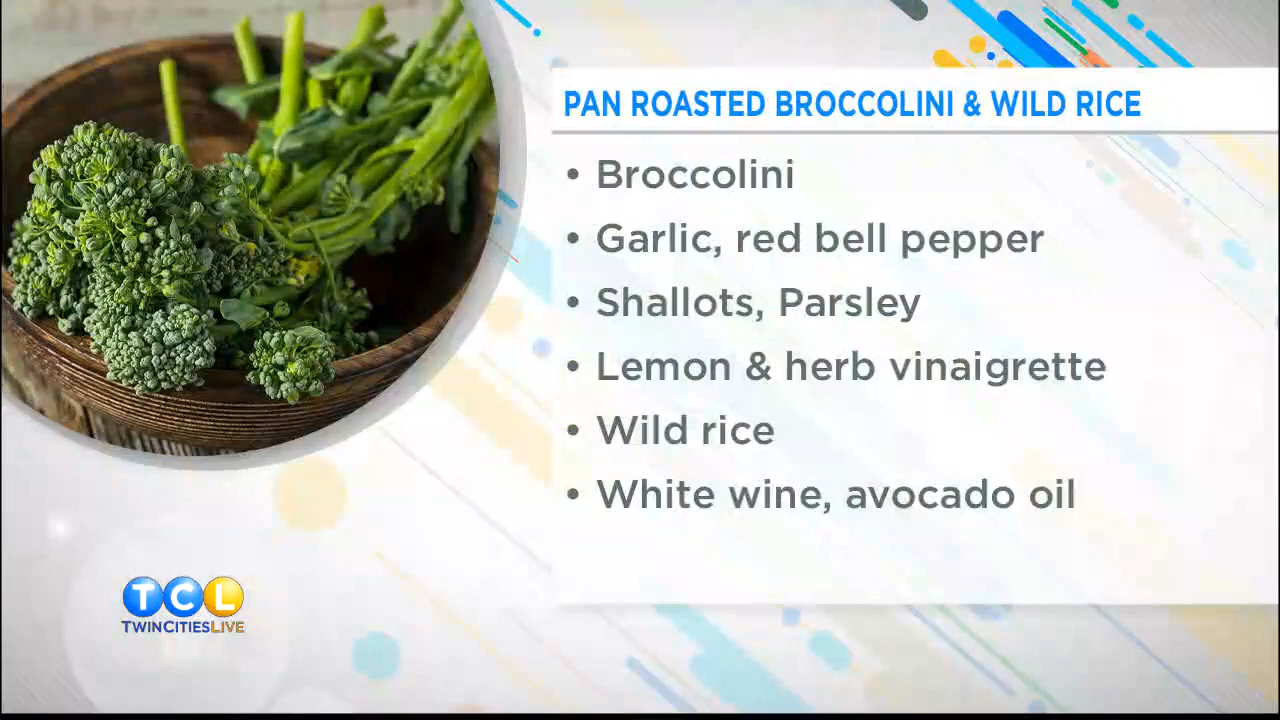 PAN ROASTED BROCCOLINI & WILD RICE
• Broccolini
• Garlic, red bell pepper
• Shallots, Parsley
• Lemon & herb vinaigrette
• Wild rice
• White wine, avocado oil
TCL
TWINCITIESLIVE